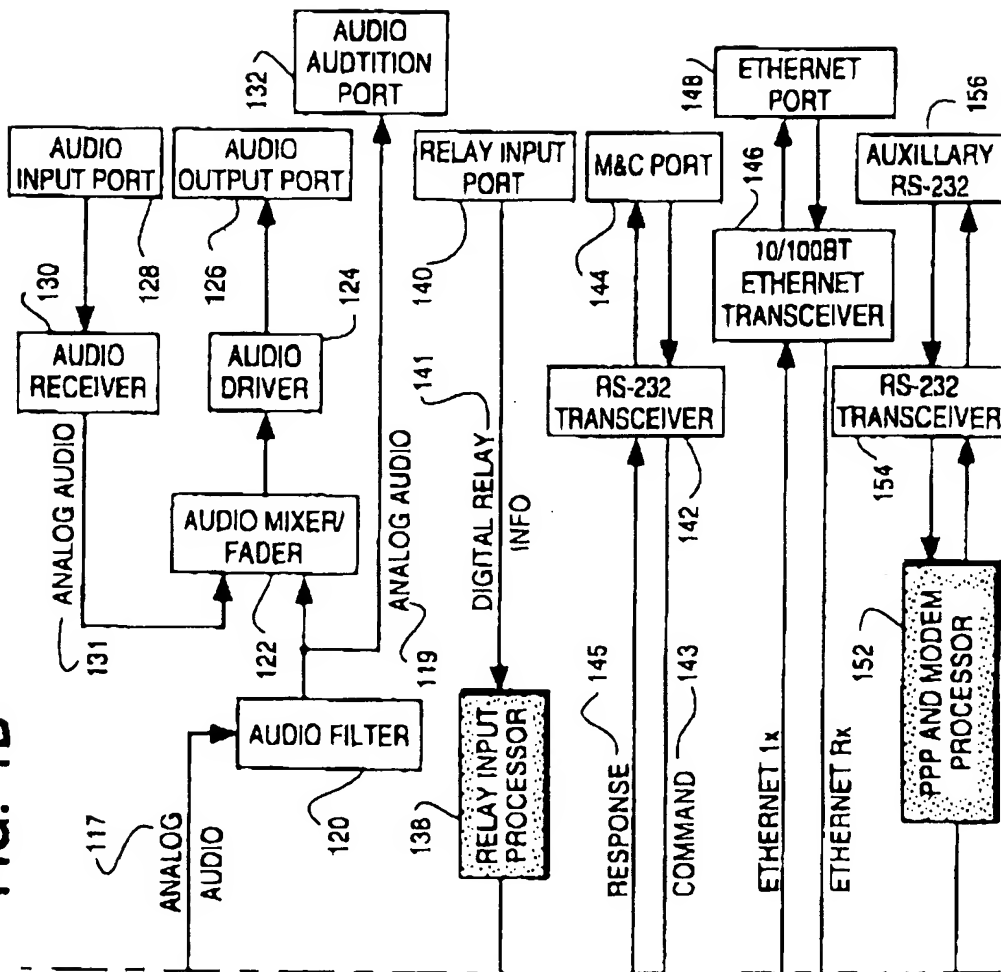 FIG. 1B
AUDIO
AUDTITION
PORT
132
AUDIO
INPUT PORT
128
AUDIO
OUTPUT PORT
126
130
AUDIO
RECEIVER
AUDIO
DRIVER
124
ANALOG AUDIO
131
AUDIO MIXER/
FADER
122
ANALOG AUDIO
119
117
ANALOG
AUDIO
AUDIO FILTER
120
RELAY INPUT
PORT
140
141
DIGITAL RELAY
INFO
RELAY INPUT
PROCESSOR
138
M&C PORT
144
RS-232
TRANSCEIVER
142
145
RESPONSE
143
COMMAND
148
ETHERNET
PORT
146
10/100BT
ETHERNET
TRANSCEIVER
ETHERNET Tx
ETHERNET Rx
156
AUXILLARY
RS-232
RS-232
TRANSCEIVER
154
152
PPP AND MODEM
PROCESSOR